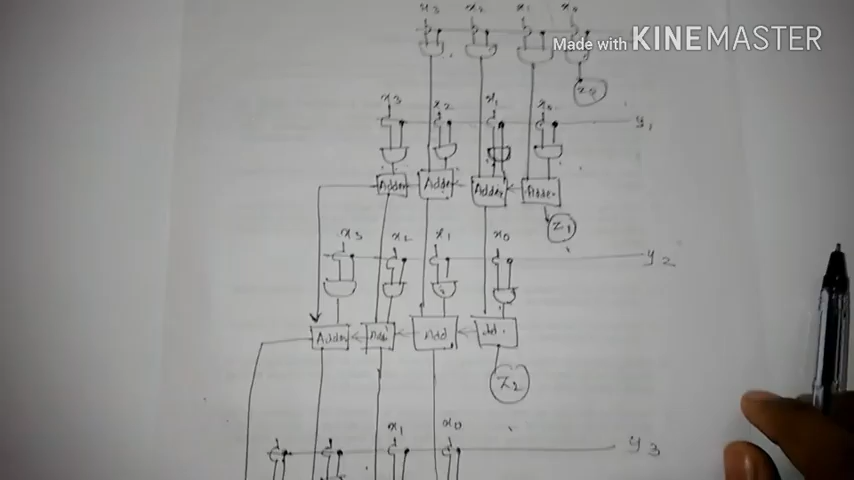 x3 x2 x1 x0
Made with KINEMASTER
z0
x3 x2 x1 x0
y1
Adder Adder Adder Adder
z1
x3 x2 x1 x0
y2
Adder Add Add Add
z2
x1 x0
y3